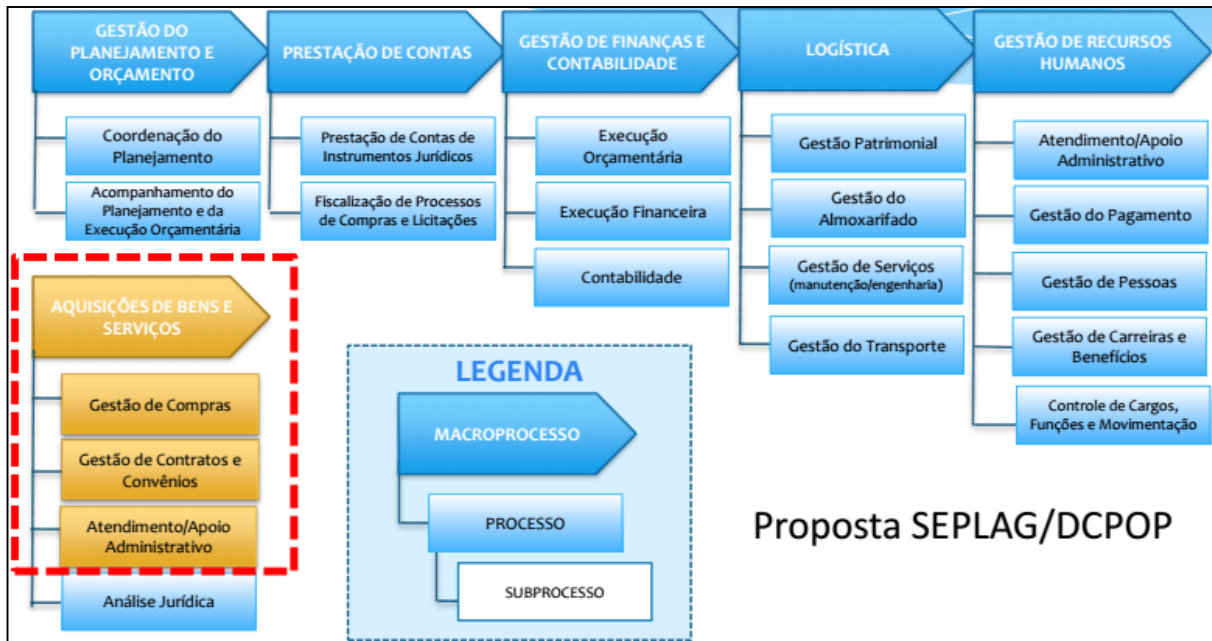 GESTÃO DO
PLANEJAMENTO E
ORÇAMENTO
Coordenação do
Planejamento
Acompanhamento do
Planejamento e da
Execução Orçamentária
PRESTAÇÃO DE CONTAS
Prestação de Contas de
Instrumentos Jurídicos
Fiscalização de Processos
de Compras e Licitações
GESTÃO DE FINANÇAS E
CONTABILIDADE
Execução
Orçamentária
Execução Financeira
Contabilidade
LOGÍSTICA
Gestão Patrimonial
Gestão do
Almoxarifado
Gestão de Serviços
(manutenção/engenharia)
Gestão do Transporte
GESTÃO DE RECURSOS
HUMANOS
Atendimento/Apoio
Administrativo
Gestão do Pagamento
Gestão de Pessoas
Gestão de Carreiras e
Benefícios
Controle de Cargos,
Funções e Movimentação
AQUISIÇÕES DE BENS E
SERVIÇOS
Gestão de Compras
Gestão de Contratos e
Convênios
Atendimento/Apoio
Administrativo
Análise Jurídica
LEGENDA
MACROPROCESSO
PROCESSO
SUBPROCESSO
Proposta SEPLAG/DCPOP